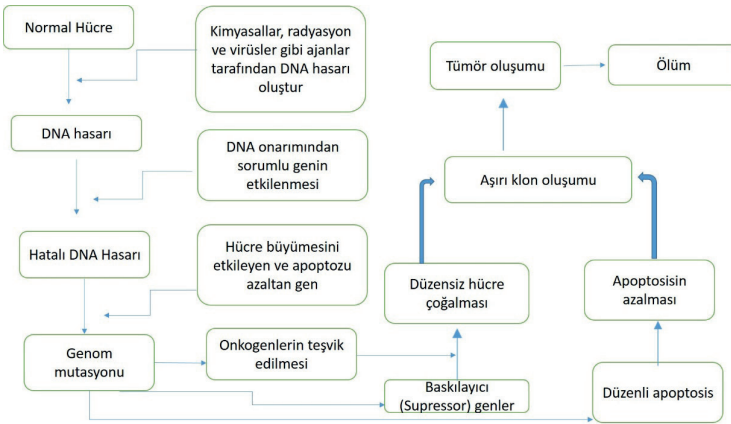 Normal Hücre
Kimyasallar, radyasyon
ve virüsler gibi ajanlar
tarafından DNA hasarı
oluştur
DNA hasarı
DNA onarımından
sorumlu genin
etkilenmesi
Hatalı DNA Hasarı
Hücre büyümesini
etkileyen ve apoptozu
azaltan gen
Genom
mutasyonu
Onkogenlerin teşvik
edilmesi
Baskılayıcı
(Supressor) genler
Düzenli apoptosis
Düzensiz hücre
çoğalması
Apoptosisin
azalması
Aşırı klon oluşumu
Tümör oluşumu
Ölüm